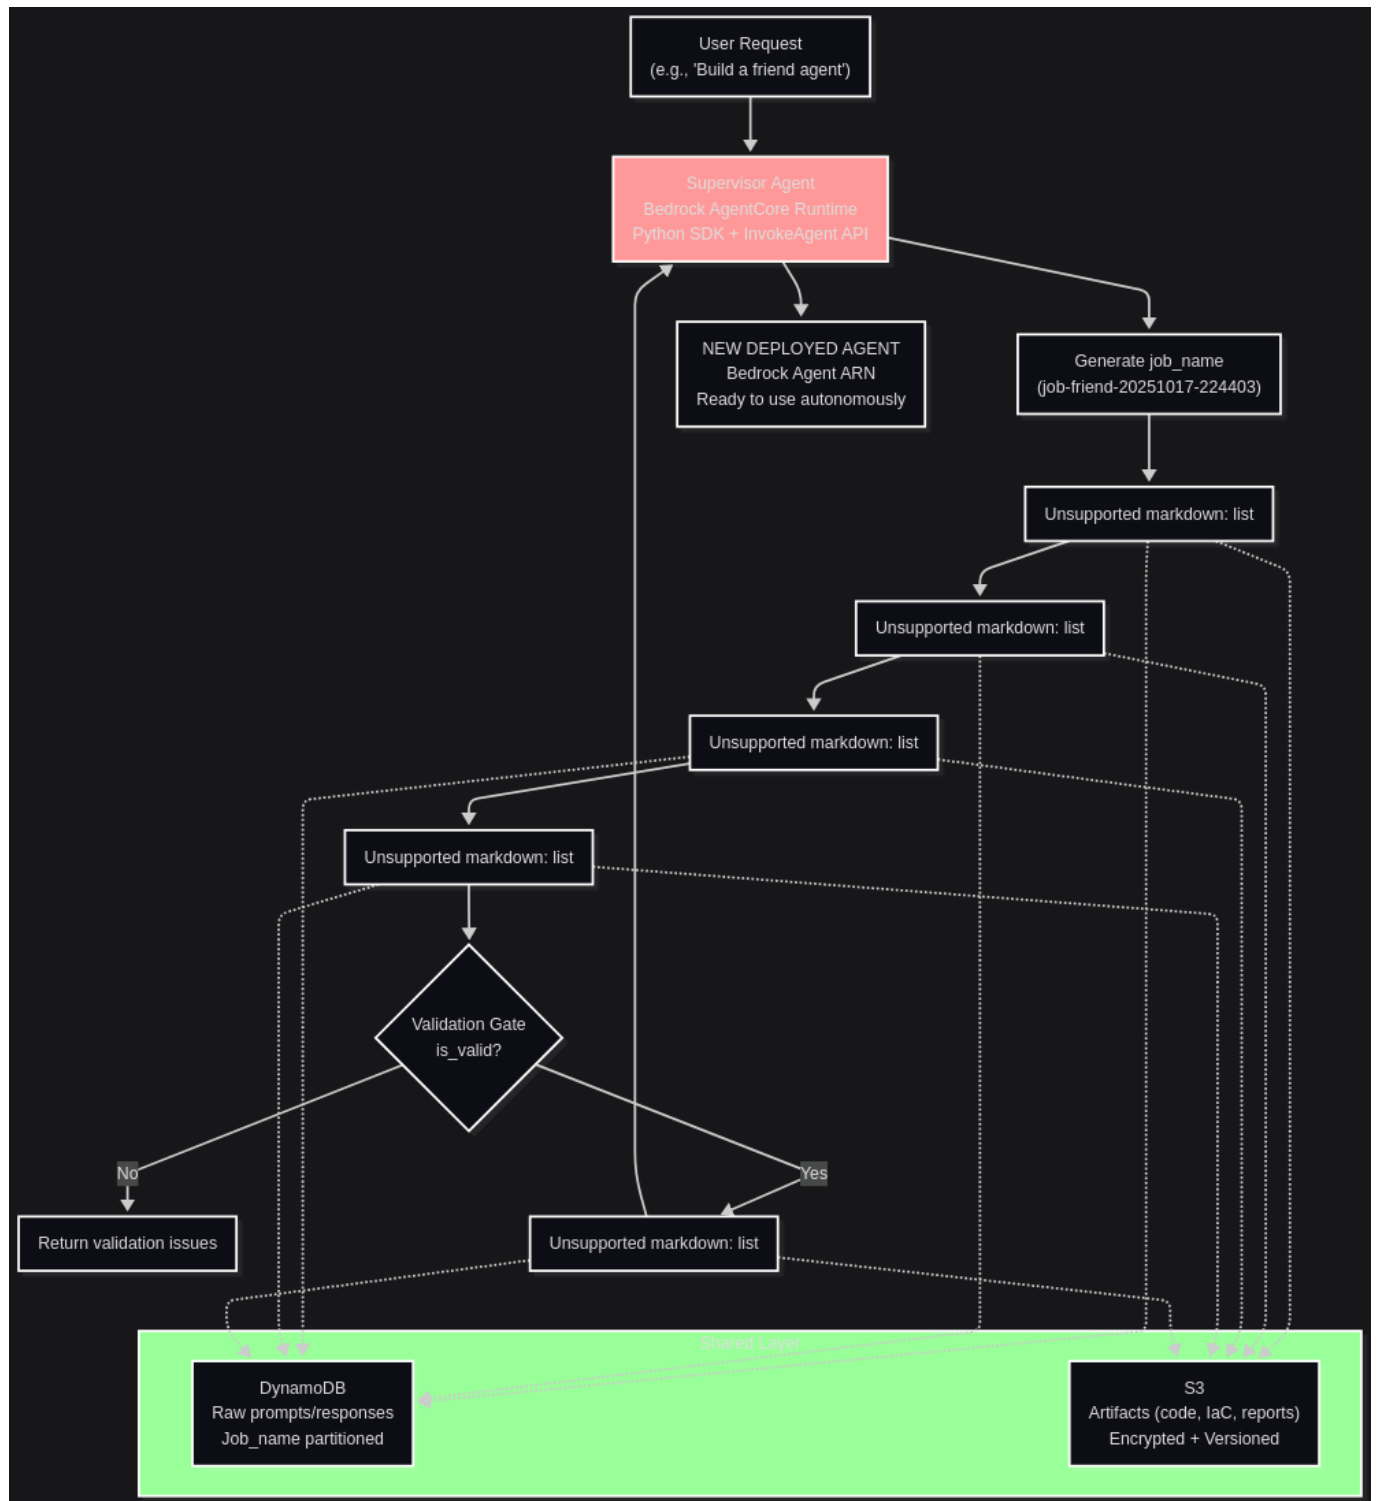 User Request
(e.g., 'Build a friend agent')
Supervisor Agent
Bedrock AgentCore Runtime
Python SDK + InvokeAgent API
NEW DEPLOYED AGENT
Bedrock Agent ARN
Ready to use autonomously
Generate job_name
(job-friend-20251017-224403)
Unsupported markdown: list
Unsupported markdown: list
Unsupported markdown: list
Unsupported markdown: list
Validation Gate
is_valid?
No
Yes
Return validation issues
Unsupported markdown: list
Shared Layer
DynamoDB
Raw prompts/responses
Job_name partitioned
S3
Artifacts (code, IaC, reports)
Encrypted + Versioned